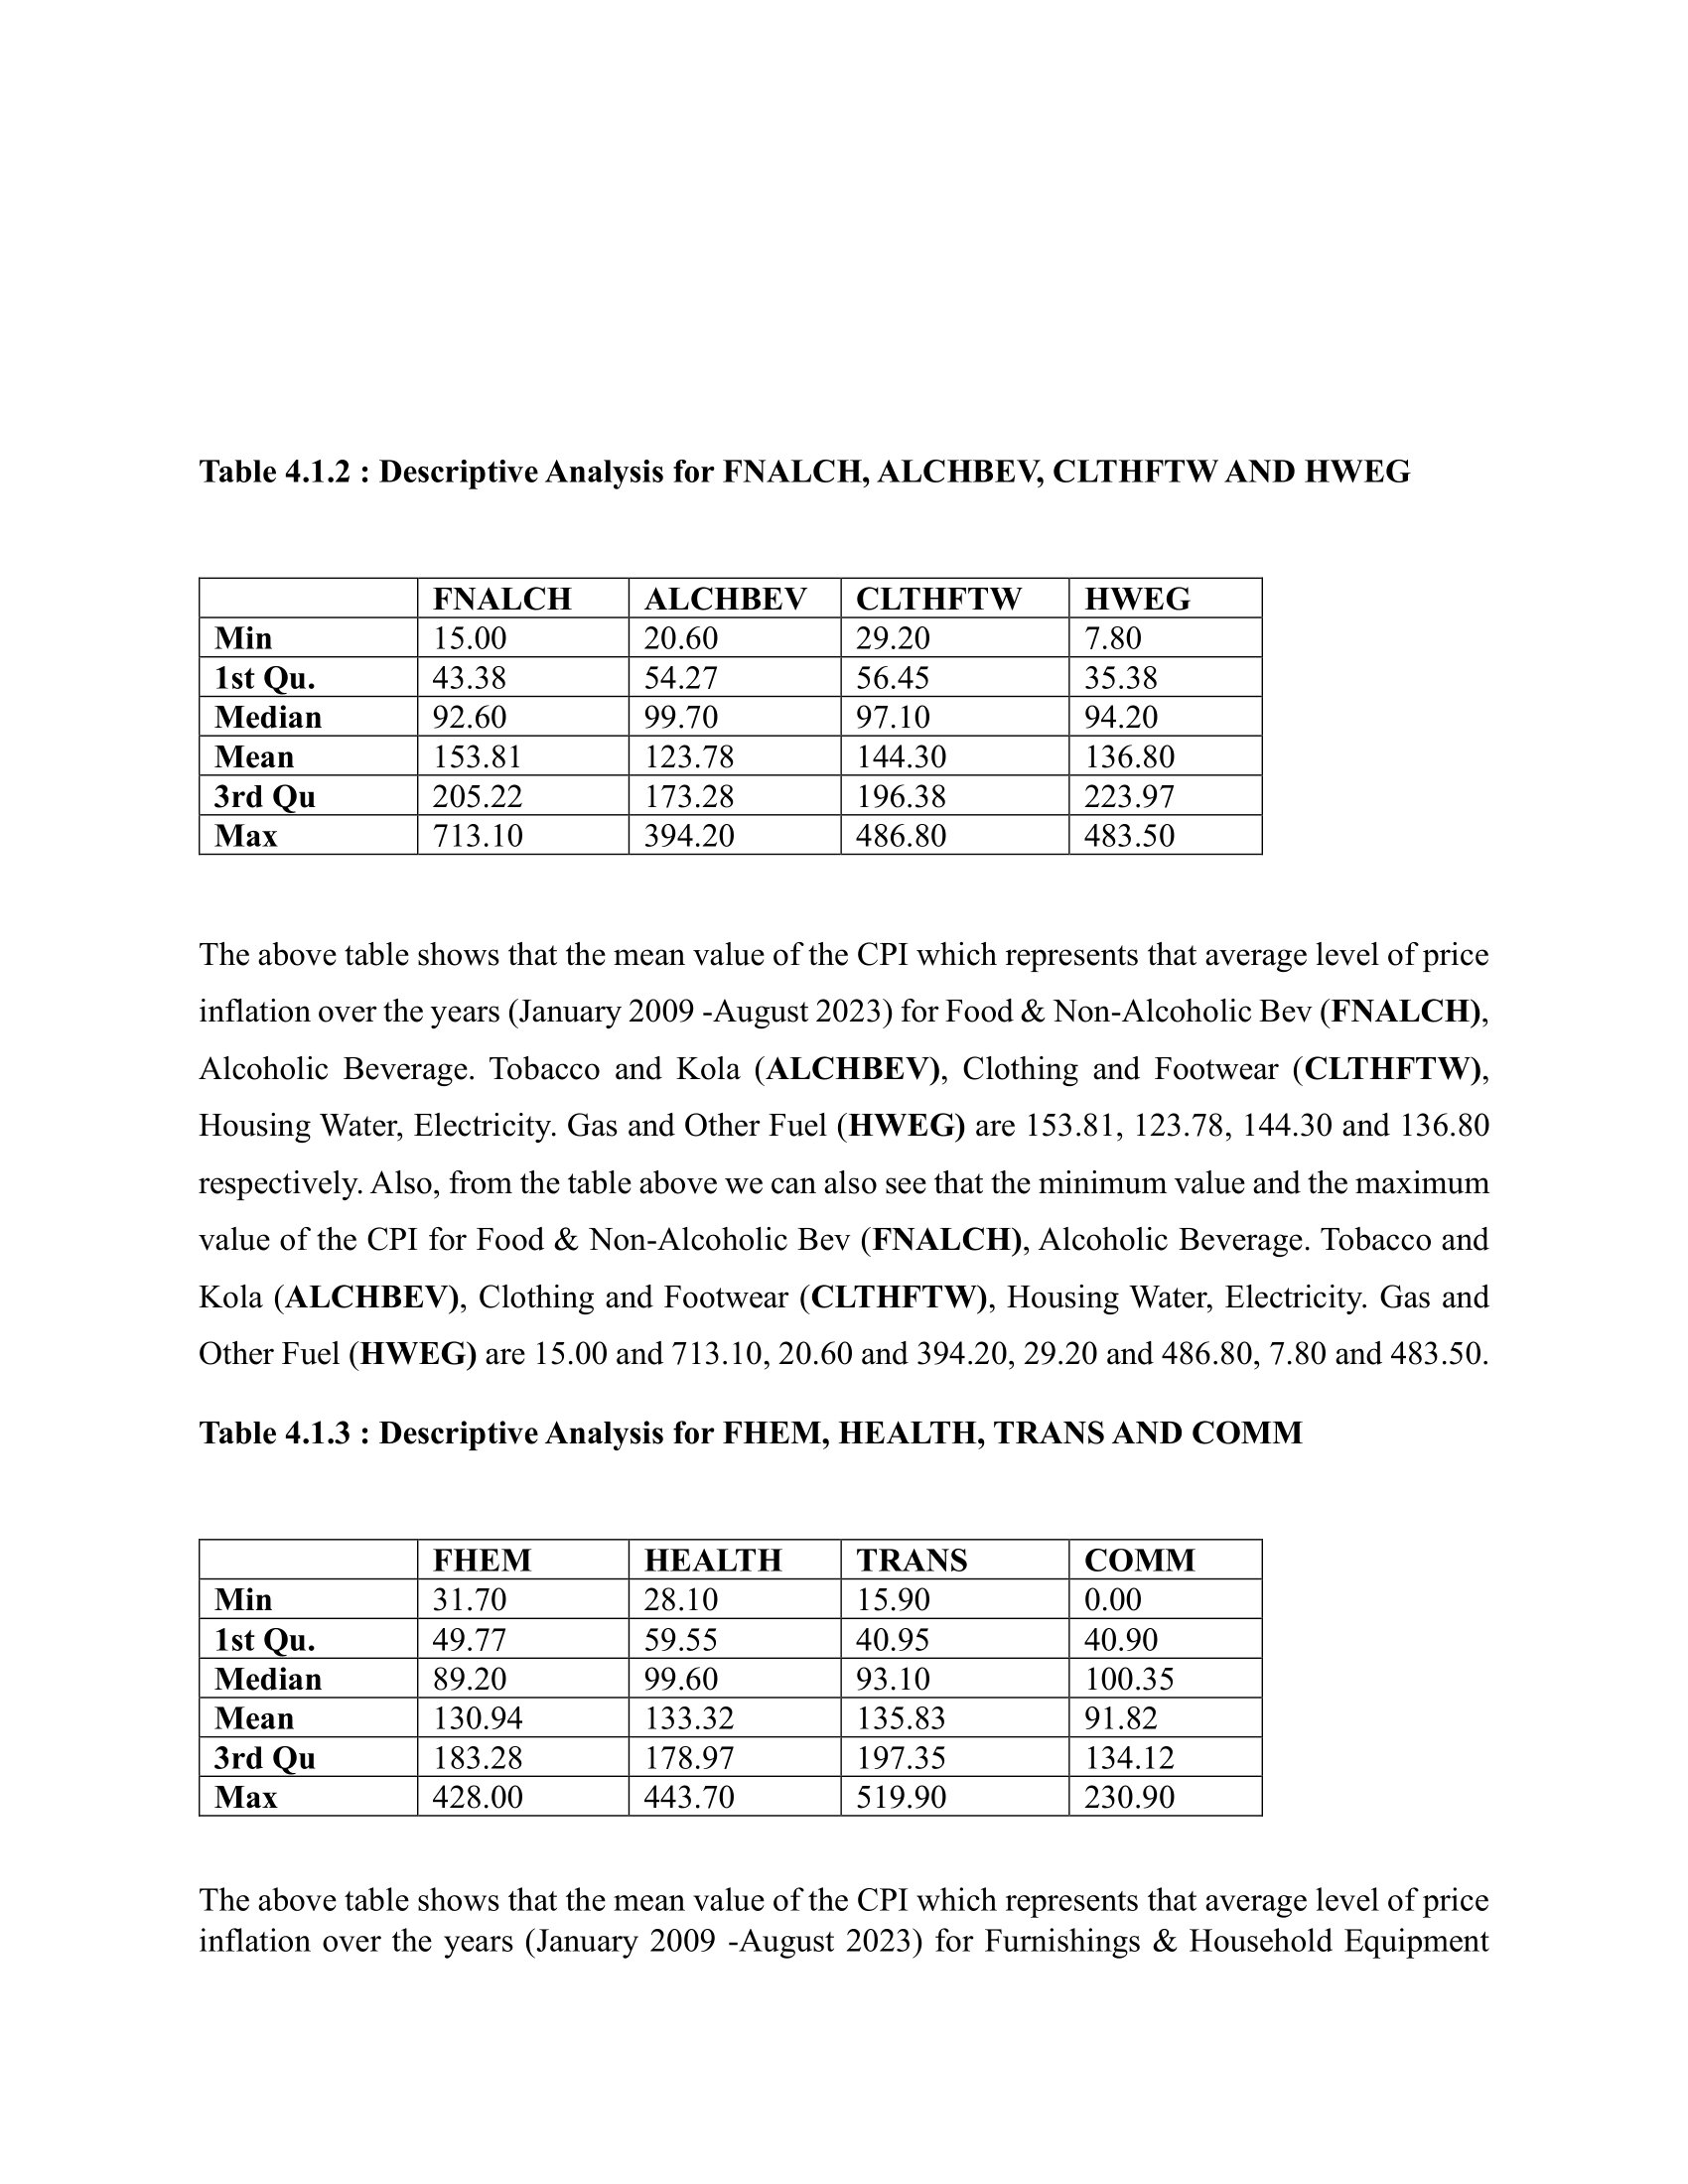 Table 4.1.2 : Descriptive Analysis for FNALCH, ALCHBEV, CLTHFTW AND HWEG
FNALCH ALCHBEV CLTHFTW HWEG
Min 15.00 20.60 29.20 7.80
1st Qu. 43.38 54.27 56.45 35.38
Median 92.60 99.70 97.10 94.20
Mean 153.81 123.78 144.30 136.80
3rd Qu 205.22 173.28 196.38 223.97
Max 713.10 394.20 486.80 483.50
The above table shows that the mean value of the CPI which represents that average level of price
inflation over the years (January 2009 -August 2023) for Food & Non-Alcoholic Bev (FNALCH),
Alcoholic Beverage. Tobacco and Kola (ALCHBEV), Clothing and Footwear (CLTHFTW),
Housing Water, Electricity. Gas and Other Fuel (HWEG) are 153.81, 123.78, 144.30 and 136.80
respectively. Also, from the table above we can also see that the minimum value and the maximum
value of the CPI for Food & Non-Alcoholic Bev (FNALCH), Alcoholic Beverage. Tobacco and
Kola (ALCHBEV), Clothing and Footwear (CLTHFTW), Housing Water, Electricity. Gas and
Other Fuel (HWEG) are 15.00 and 713.10, 20.60 and 394.20, 29.20 and 486.80, 7.80 and 483.50.
Table 4.1.3 : Descriptive Analysis for FHEM, HEALTH, TRANS AND COMM
FHEM HEALTH TRANS COMM
Min 31.70 28.10 15.90 0.00
1st Qu. 49.77 59.55 40.95 40.90
Median 89.20 99.60 93.10 100.35
Mean 130.94 133.32 135.83 91.82
3rd Qu 183.28 178.97 197.35 134.12
Max 428.00 443.70 519.90 230.90
The above table shows that the mean value of the CPI which represents that average level of price
inflation over the years (January 2009 -August 2023) for Furnishings & Household Equipment